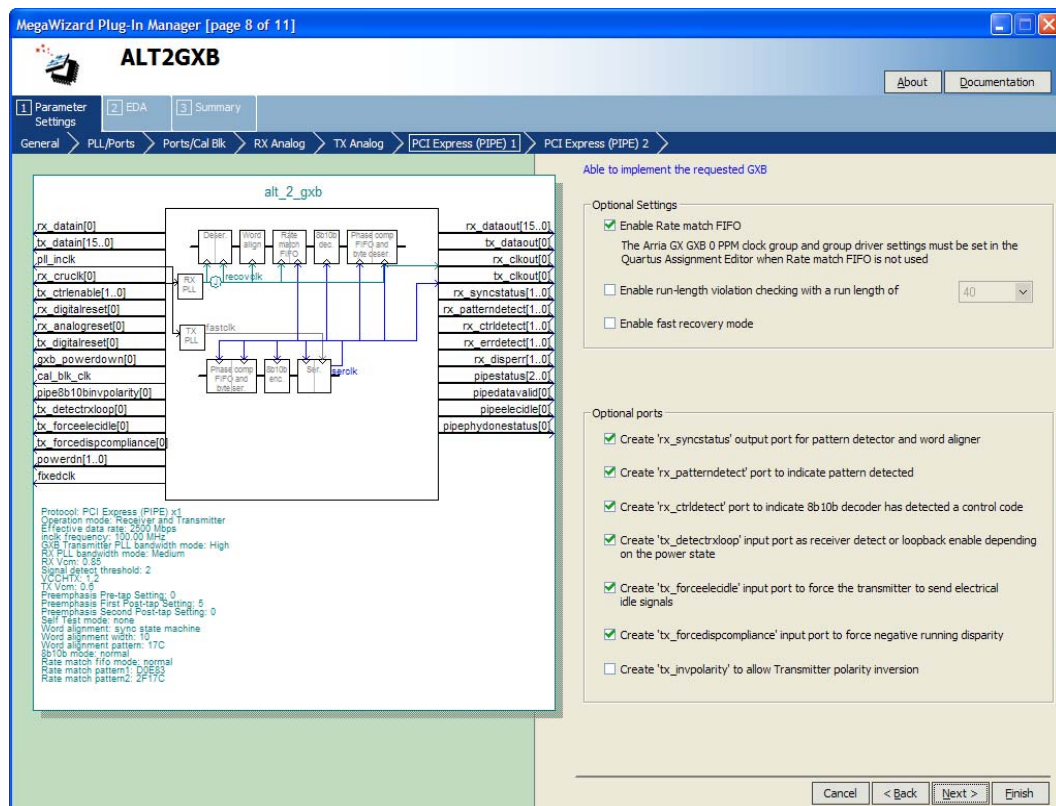 MegaWizard Plug-In Manager [page 8 of 11]
ALT2GXB
About
Documentation
1 Parameter Settings
2 EDA
3 Summary
General
PLL/Ports
Ports/Cal Blk
RX Analog
TX Analog
PCI Express (PIPE) 1
PCI Express (PIPE) 2
alt_2_gxb
rx_datain[0]
tx_datain[15..0]
pll_inclk
rx_cruclk[0]
tx_ctrlenable[1..0]
rx_digitalreset[0]
rx_analogreset[0]
tx_digitalreset[0]
gxb_powerdown[0]
cal_blk_clk
pipe8b10binvpolarity[0]
tx_detectrxloop[0]
tx_forceelecidle[0]
tx_forcedispcompliance[0]
powerdn[1..0]
fixedclk
Deser.
Word align
Rate match FIFO
8b10b dec.
Phase comp FIFO and byte deser.
RX PLL
recovclk
TX PLL
fastclk
Phase comp FIFO and byte ser.
8b10b enc.
Ser.
serclk
rx_dataout[15..0]
tx_dataout[0]
rx_clkout[0]
tx_clkout[0]
rx_syncstatus[1..0]
rx_patterndetect[1..0]
rx_ctrldetect[1..0]
rx_errdetect[1..0]
rx_disperr[1..0]
pipestatus[2..0]
pipedatavalid[0]
pipeelecidle[0]
pipephydonestatus[0]
Protocol: PCI Express (PIPE) x1
Operation mode: Receiver and Transmitter
Effective data rate: 2500 Mbps
inclk frequency: 100.00 MHz
GXB Transmitter PLL bandwidth mode: High
RX PLL bandwidth mode: Medium
RX Vcm: 0.85
Signal detect threshold: 2
VCCHTX: 1.2
TX Vcm: 0.6
Preemphasis Pre-tap Setting: 0
Preemphasis First Post-tap Setting: 5
Preemphasis Second Post-tap Setting: 0
Self Test mode: none
Word alignment: sync state machine
Word alignment width: 10
Word alignment pattern: 17C
8b10b mode: normal
Rate match fifo mode: normal
Rate match pattern1: D0E83
Rate match pattern2: 2F17C
Able to implement the requested GXB
Optional Settings
Enable Rate match FIFO
The Arria GX GXB 0 PPM clock group and group driver settings must be set in the
Quartus Assignment Editor when Rate match FIFO is not used
Enable run-length violation checking with a run length of
40
Enable fast recovery mode
Optional ports
Create 'rx_syncstatus' output port for pattern detector and word aligner
Create 'rx_patterndetect' port to indicate pattern detected
Create 'rx_ctrldetect' port to indicate 8b10b decoder has detected a control code
Create 'tx_detectrxloop' input port as receiver detect or loopback enable depending
on the power state
Create 'tx_forceelecidle' input port to force the transmitter to send electrical
idle signals
Create 'tx_forcedispcompliance' input port to force negative running disparity
Create 'tx_invpolarity' to allow Transmitter polarity inversion
Cancel
< Back
Next >
Finish